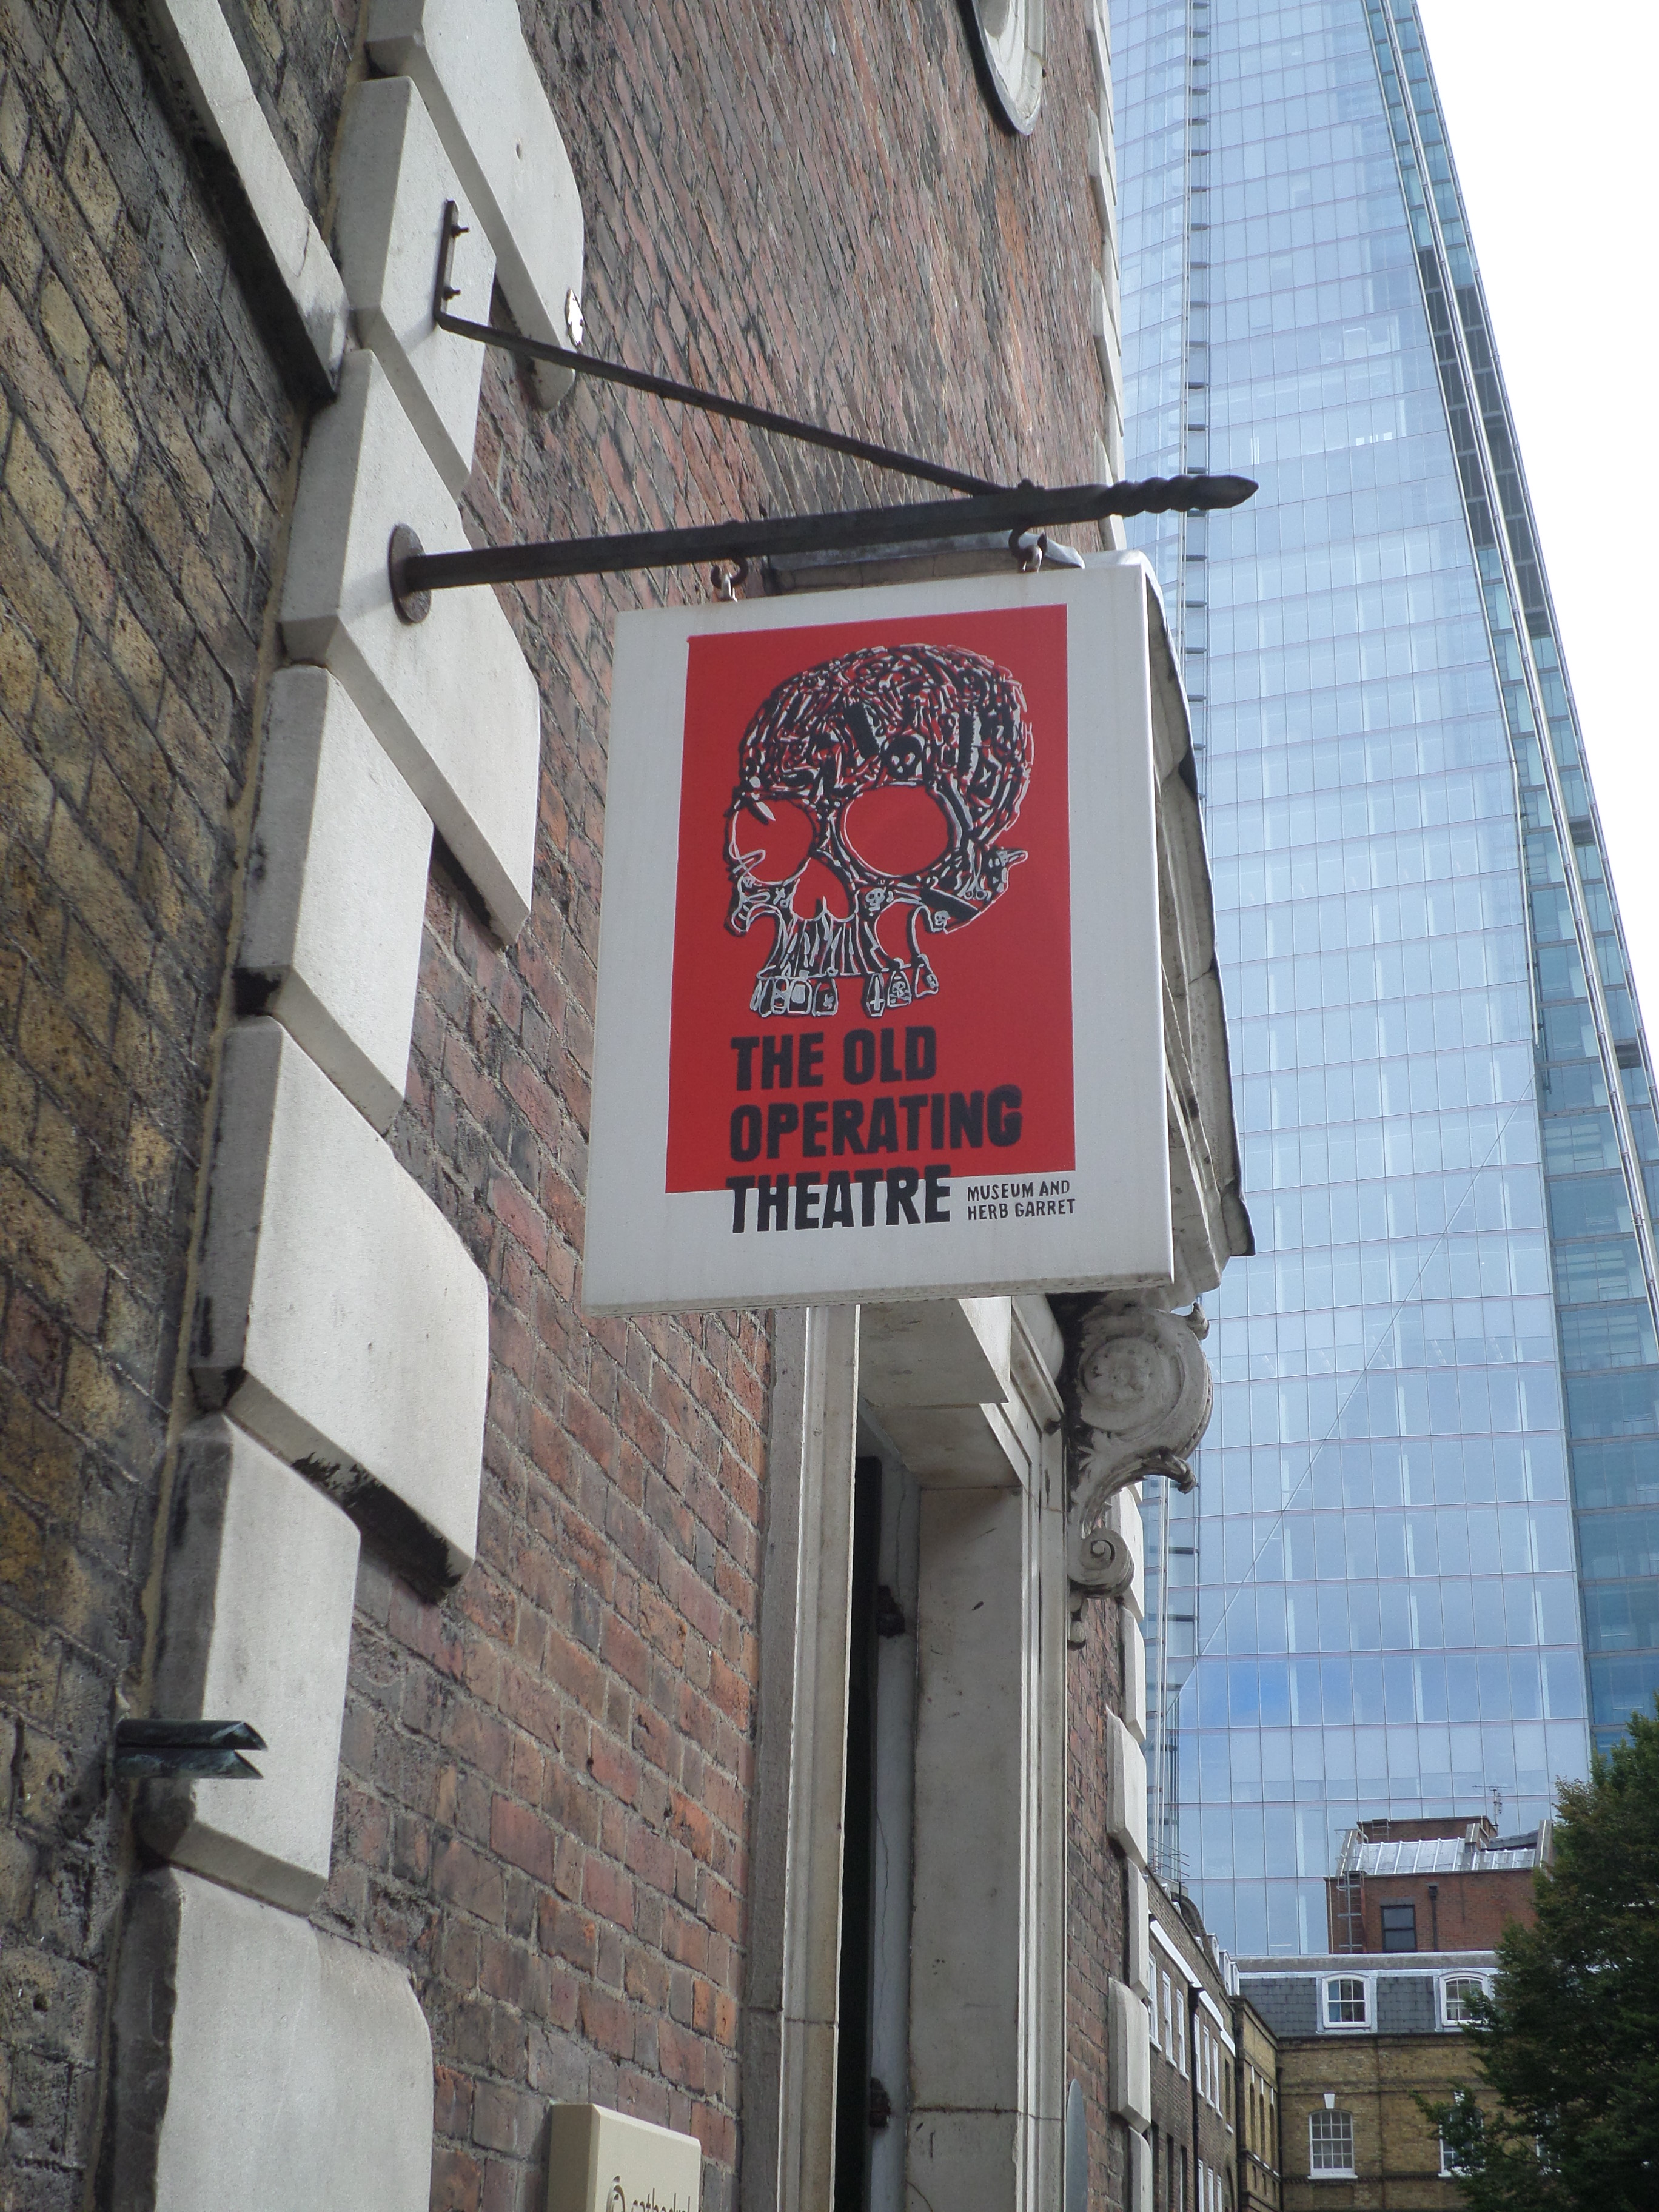 THE OLD
OPERATING
THEATRE
MUSEUM AND
HERB GARRET